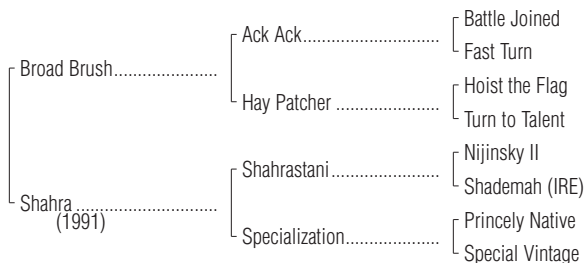 Battle Joined
Ack Ack.............................
Fast Turn
Broad Brush......................
Hoist the Flag
Hay Patcher ......................
Turn to Talent
Nijinsky II
Shahrastani.......................
Shademah (IRE)
Shahra ..............................
(1991)
Princely Native
Specialization....................
Special Vintage